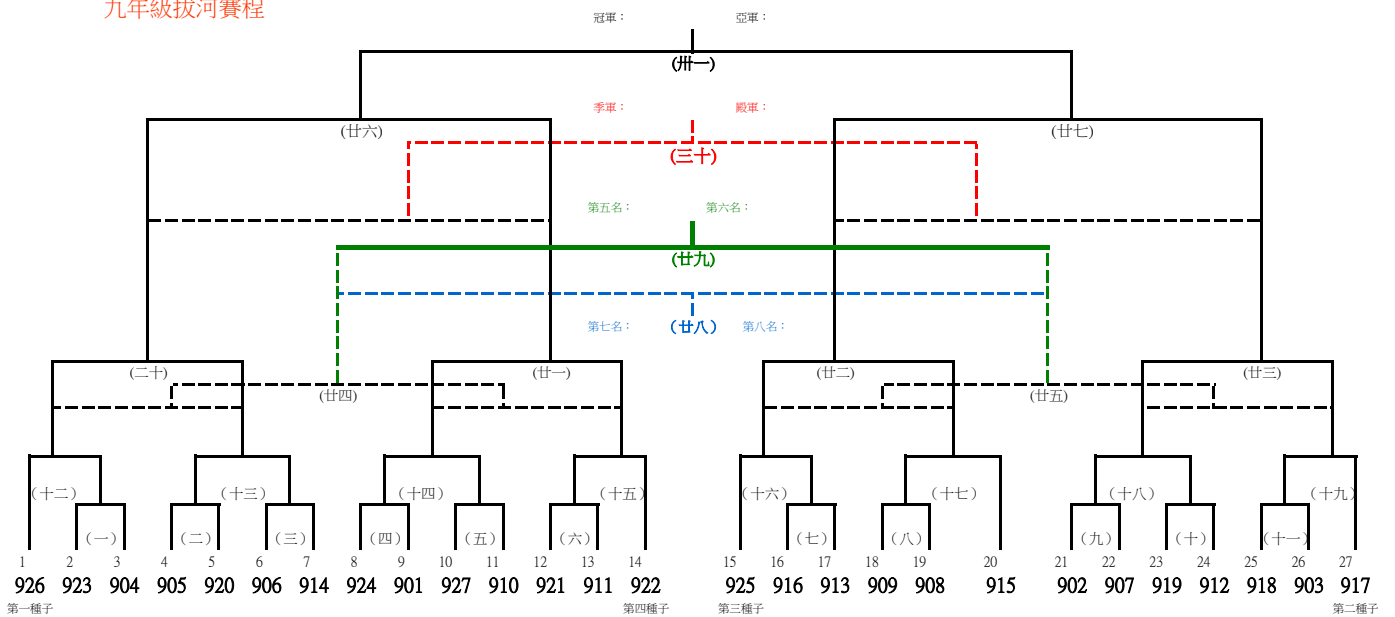 九年級拔河賽程
冠軍： 亞軍：
(卅一)
季軍： 殿軍：
(廿六) (廿七)
(三十)
第五名： 第六名：
(廿九)
第七名： （廿八） 第八名：
(二十) (廿一) (廿二) (廿三)
(廿四) (廿五)
（十二） （十三） （十四） （十五） （十六） （十七） （十八） （十九）
（一） （二） （三） （四） （五） （六） （七） （八） （九） （十） （十一）
1 2 3 4 5 6 7 8 9 10 11 12 13 14 15 16 17 18 19 20 21 22 23 24 25 26 27
926 923 904 905 920 906 914 924 901 927 910 921 911 922 925 916 913 909 908 915 902 907 919 912 918 903 917
第一種子 第四種子 第三種子 第二種子